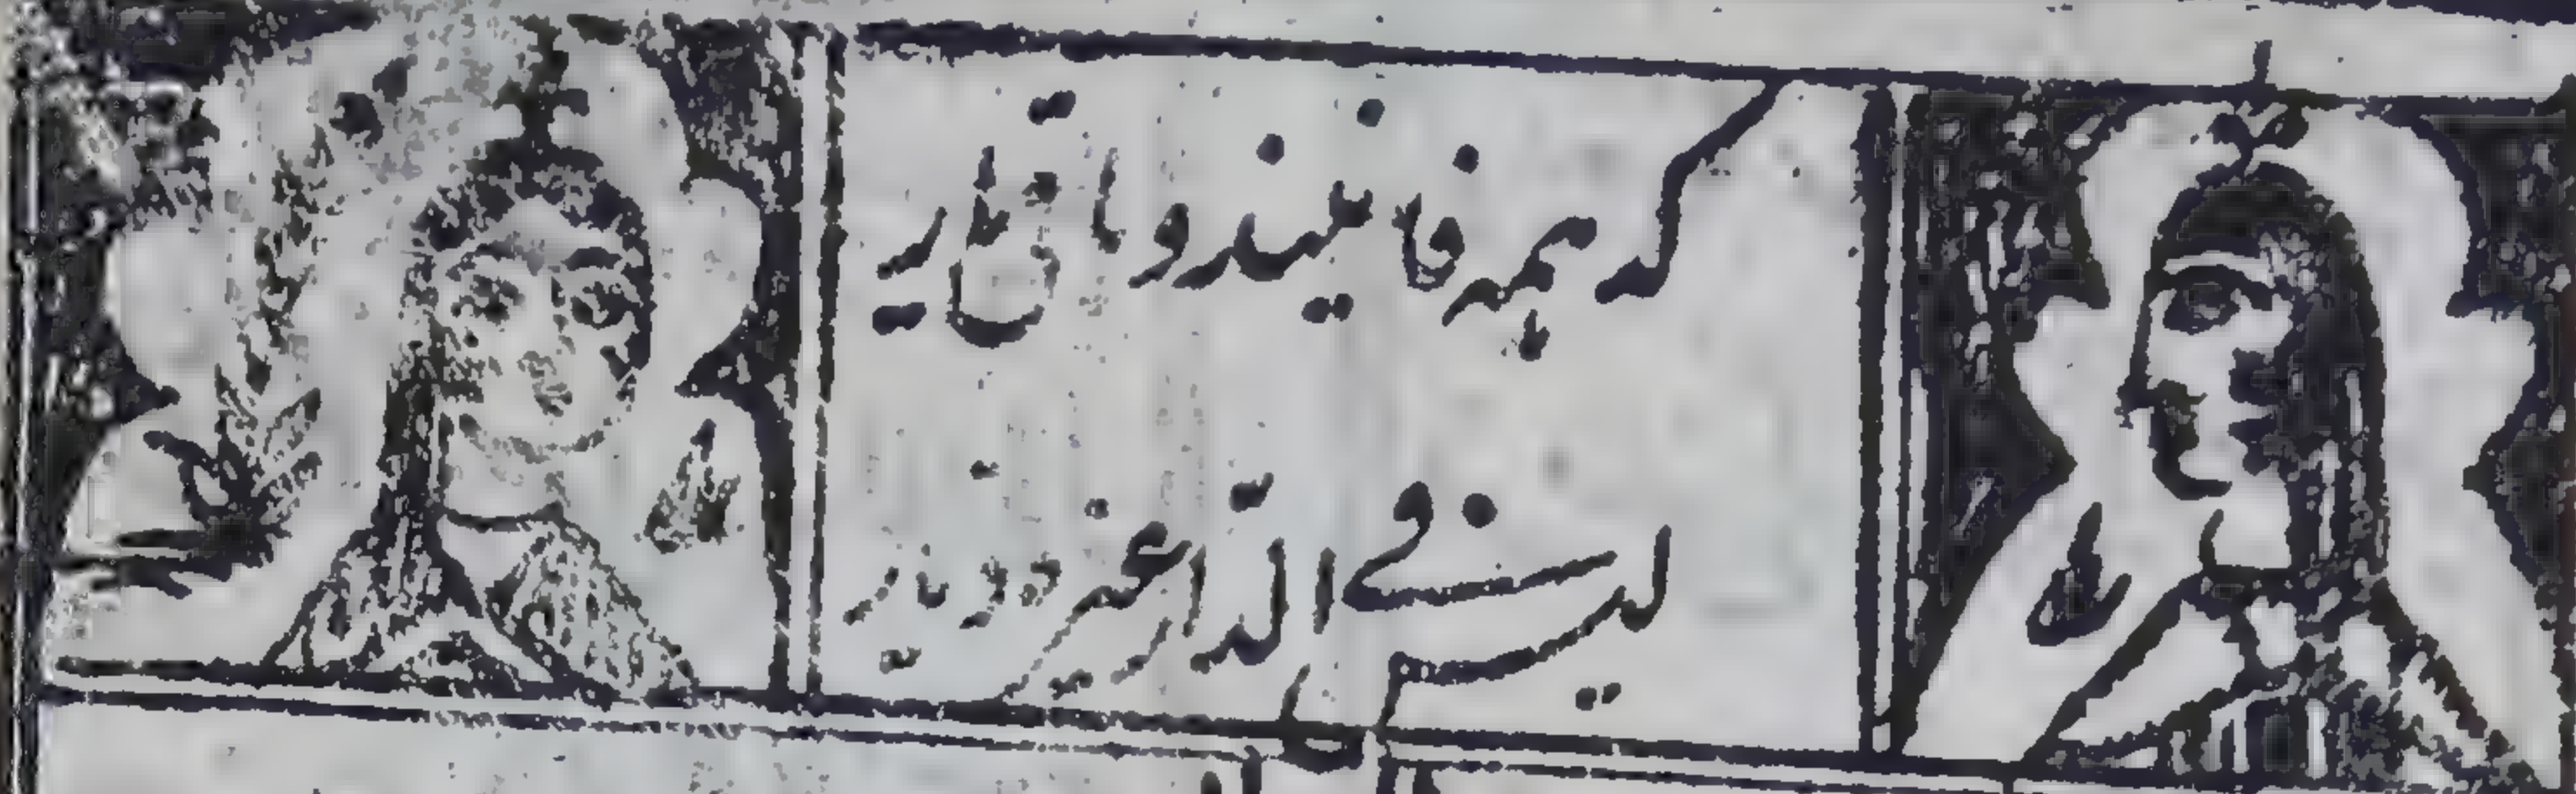 که همه فانیند و باقی یار
لیس فی الدار غیره دیار